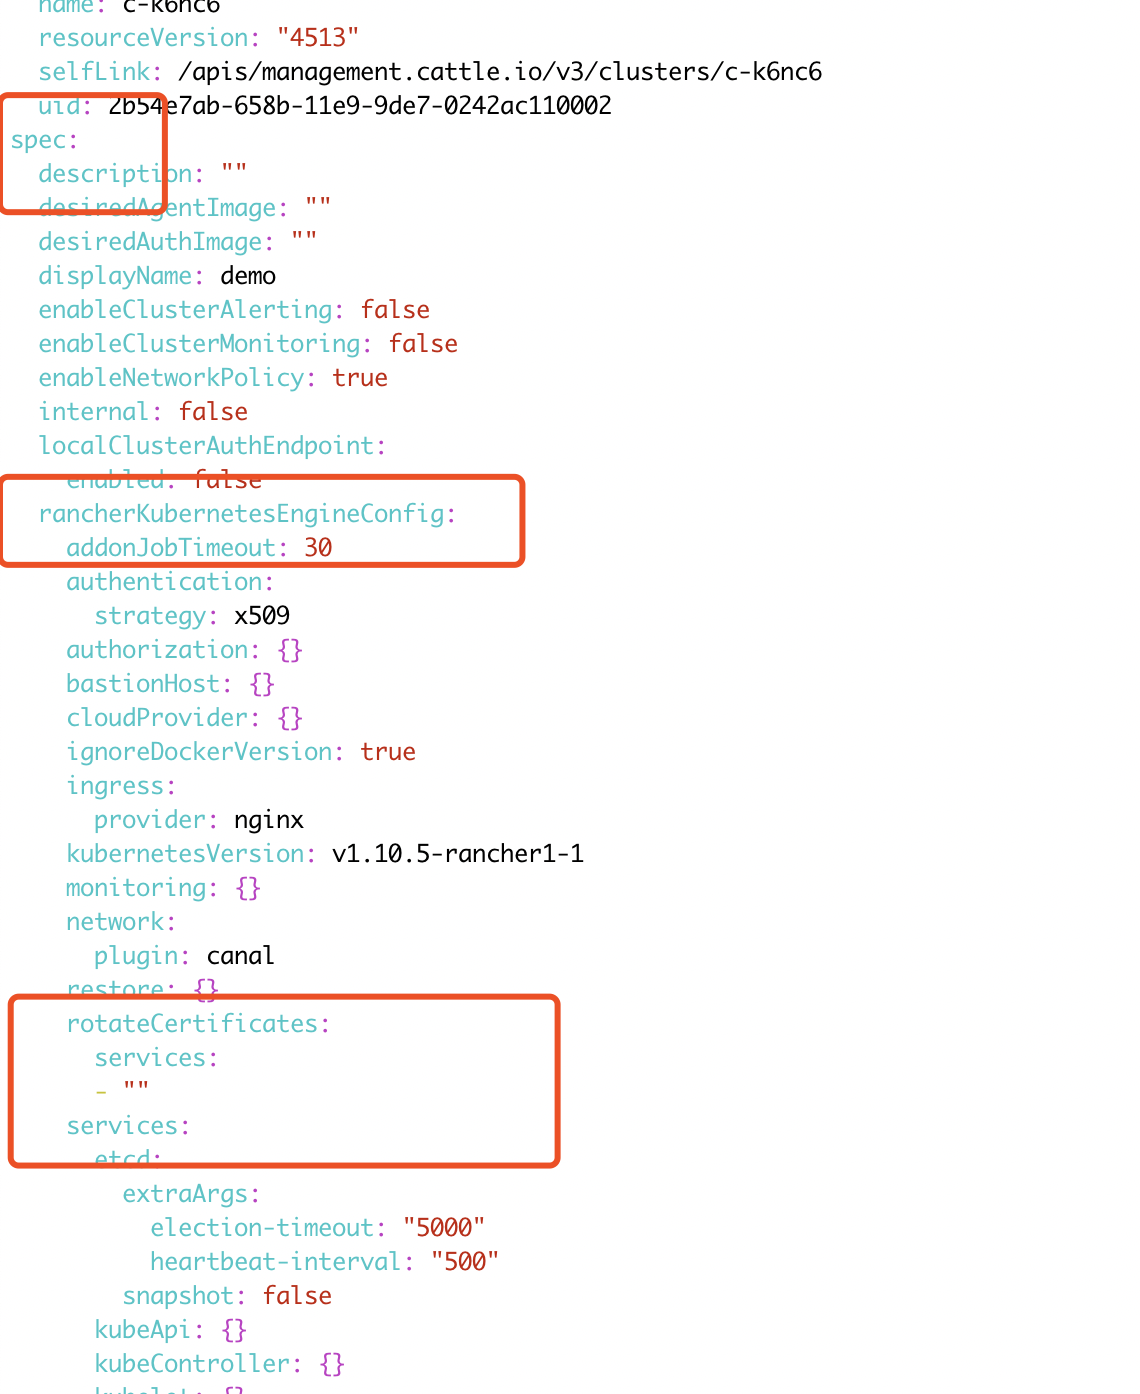 name: c-k6nc6
resourceVersion: "4513"
selfLink: /apis/management.cattle.io/v3/clusters/c-k6nc6
uid: 2b54e7ab-658b-11e9-9de7-0242ac110002
spec:
description: ""
desiredAgentImage: ""
desiredAuthImage: ""
displayName: demo
enableClusterAlerting: false
enableClusterMonitoring: false
enableNetworkPolicy: true
internal: false
localClusterAuthEndpoint:
enabled: false
rancherKubernetesEngineConfig:
addonJobTimeout: 30
authentication:
strategy: x509
authorization: {}
bastionHost: {}
cloudProvider: {}
ignoreDockerVersion: true
ingress:
provider: nginx
kubernetesVersion: v1.10.5-rancher1-1
monitoring: {}
network:
plugin: canal
restore: {}
rotateCertificates:
services:
- ""
services:
etcd:
extraArgs:
election-timeout: "5000"
heartbeat-interval: "500"
snapshot: false
kubeApi: {}
kubeController: {}
kubelet: {}